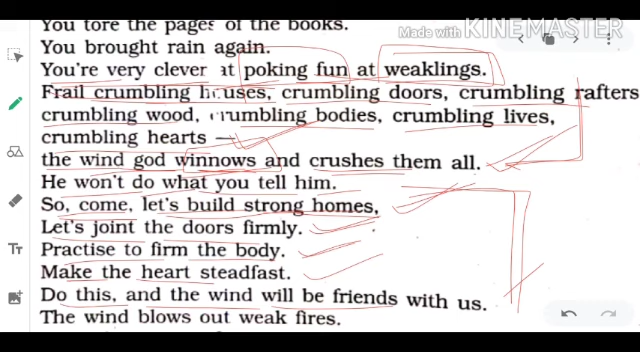 You tore the pages of the books.
Made with KINEMASTER
You brought rain again.
You're very clever at poking fun at weaklings.
Frail crumbling houses, crumbling doors, crumbling rafters
crumbling wood, crumbling bodies, crumbling lives,
crumbling hearts —
the wind god winnows and crushes them all.
He won't do what you tell him.
So, come, let's build strong homes,
Let's joint the doors firmly.
Practise to firm the body.
Make the heart steadfast.
Do this, and the wind will be friends with us.
The wind blows out weak fires.